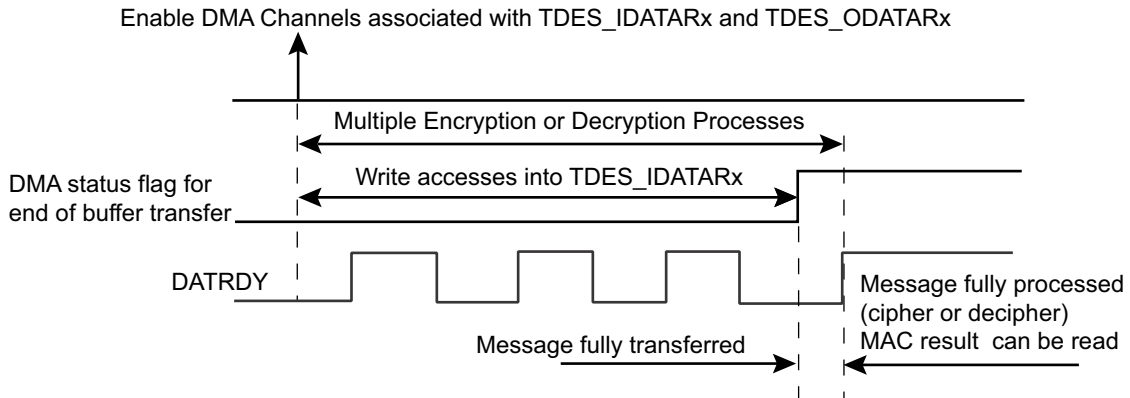 Enable DMA Channels associated with TDES_IDATARx and TDES_ODATARx
Multiple Encryption or Decryption Processes
DMA status flag for
end of buffer transfer
Write accesses into TDES_IDATARx
DATRDY
Message fully processed
(cipher or decipher)
MAC result can be read
Message fully transferred